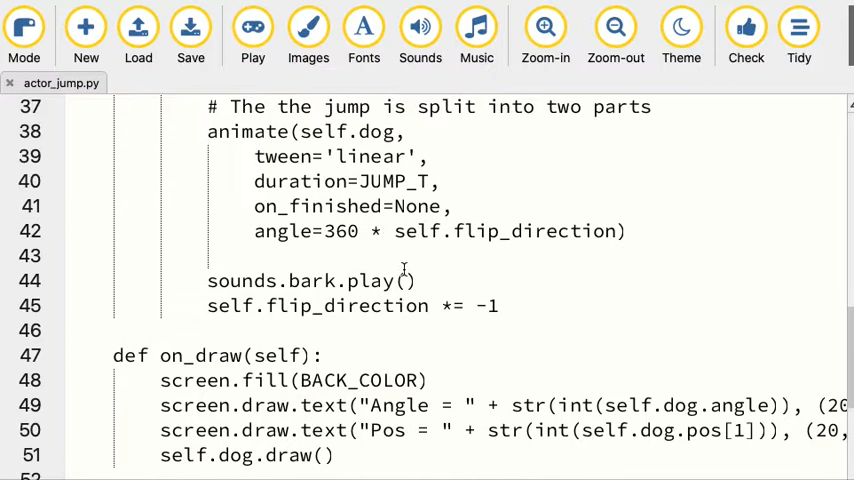 Mode New Load Save Play Images Fonts Sounds Music Zoom-in Zoom-out Theme Check Tidy
actor_jump.py
37 # The the jump is split into two parts
38 animate(self.dog,
39 tween='linear',
40 duration=JUMP_T,
41 on_finished=None,
42 angle=360 * self.flip_direction)
43
44 sounds.bark.play()
45 self.flip_direction *= -1
46
47 def on_draw(self):
48 screen.fill(BACK_COLOR)
49 screen.draw.text("Angle = " + str(int(self.dog.angle)), (20
50 screen.draw.text("Pos = " + str(int(self.dog.pos[1])), (20,
51 self.dog.draw()